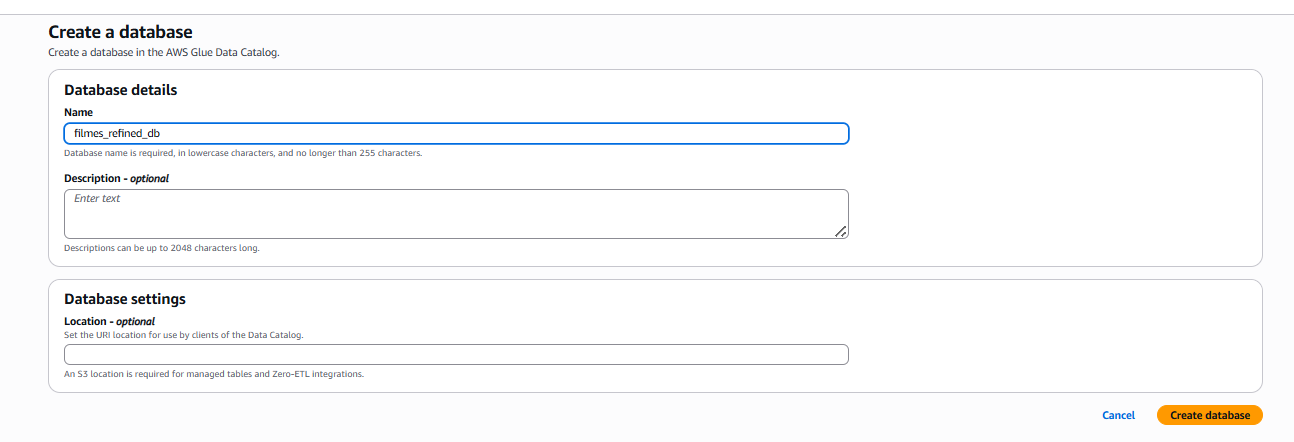 Create a database
Create a database in the AWS Glue Data Catalog.
Database details
Name
filmes_refined_db
Database name is required, in lowercase characters, and no longer than 255 characters.
Description - optional
Enter text
Descriptions can be up to 2048 characters long.
Database settings
Location - optional
Set the URI location for use by clients of the Data Catalog.
An S3 location is required for managed tables and Zero-ETL integrations.
Cancel
Create database